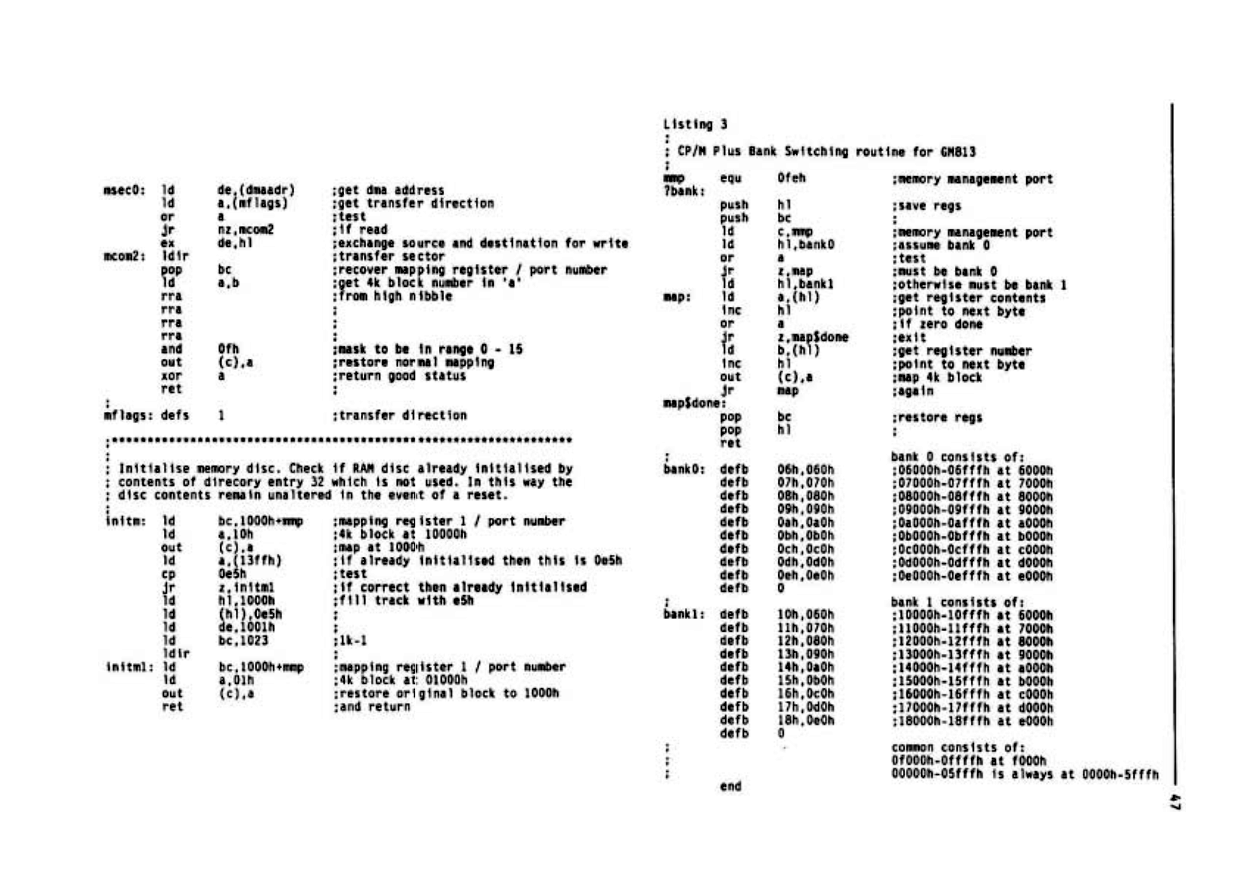 msec0: ld de,(dmaadr) ;get dma address
ld a,(mflags) ;get transfer direction
or a ;test
jr nz,mcom2 ;if read
ex de,hl ;exchange source and destination for write
mcom2: ldir ;transfer sector
pop bc ;recover mapping register / port number
ld a,b ;get 4k block number in 'a'
rra ;from high nibble
rra ;
rra ;
rra ;
and 0fh ;mask to be in range 0 - 15
out (c),a ;restore normal mapping
xor a ;return good status
ret ;
;
mflags: defs 1 ;transfer direction
;*****************************************************************
;
; Initialise memory disc. Check if RAM disc already initialised by
; contents of direcory entry 32 which is not used. In this way the
; disc contents remain unaltered in the event of a reset.
;
initm: ld bc,1000h+mmp ;mapping register 1 / port number
ld a,10h ;4k block at 10000h
out (c),a ;map at 1000h
ld a,(13ffh) ;if already initialised then this is 0e5h
cp 0e5h ;test
jr z,initm1 ;if correct then already initialised
ld hl,1000h ;fill track with e5h
ld (hl),0e5h ;
ld de,1001h ;
ld bc,1023 ;1k-1
ldir ;
initm1: ld bc,1000h+mmp ;mapping register 1 / port number
ld a,01h ;4k block at 01000h
out (c),a ;restore original block to 1000h
ret ;and return
Listing 3
;
; CP/M Plus Bank Switching routine for GM813
;
mmp equ 0feh ;memory management port
?bank:
push hl ;save regs
push bc ;
ld c,mmp ;memory management port
ld hl,bank0 ;assume bank 0
or a ;test
jr z,map ;must be bank 0
ld hl,bank1 ;otherwise must be bank 1
map: ld a,(hl) ;get register contents
inc hl ;point to next byte
or a ;if zero done
jr z,map$done ;exit
ld b,(hl) ;get register number
inc hl ;point to next byte
out (c),a ;map 4k block
jr map ;again
map$done:
pop bc ;restore regs
pop hl ;
ret
; bank 0 consists of:
bank0: defb 06h,060h ;06000h-06fffh at 6000h
defb 07h,070h ;07000h-07fffh at 7000h
defb 08h,080h ;08000h-08fffh at 8000h
defb 09h,090h ;09000h-09fffh at 9000h
defb 0ah,0a0h ;0a000h-0afffh at a000h
defb 0bh,0b0h ;0b000h-0bfffh at b000h
defb 0ch,0c0h ;0c000h-0cfffh at c000h
defb 0dh,0d0h ;0d000h-0dfffh at d000h
defb 0eh,0e0h ;0e000h-0efffh at e000h
defb 0
; bank 1 consists of:
bank1: defb 10h,060h ;10000h-10fffh at 6000h
defb 11h,070h ;11000h-11fffh at 7000h
defb 12h,080h ;12000h-12fffh at 8000h
defb 13h,090h ;13000h-13fffh at 9000h
defb 14h,0a0h ;14000h-14fffh at a000h
defb 15h,0b0h ;15000h-15fffh at b000h
defb 16h,0c0h ;16000h-16fffh at c000h
defb 17h,0d0h ;17000h-17fffh at d000h
defb 18h,0e0h ;18000h-18fffh at e000h
defb 0
; common consists of:
; 0f000h-0ffffh at f000h
; 00000h-05fffh is always at 0000h-5fffh
end
47